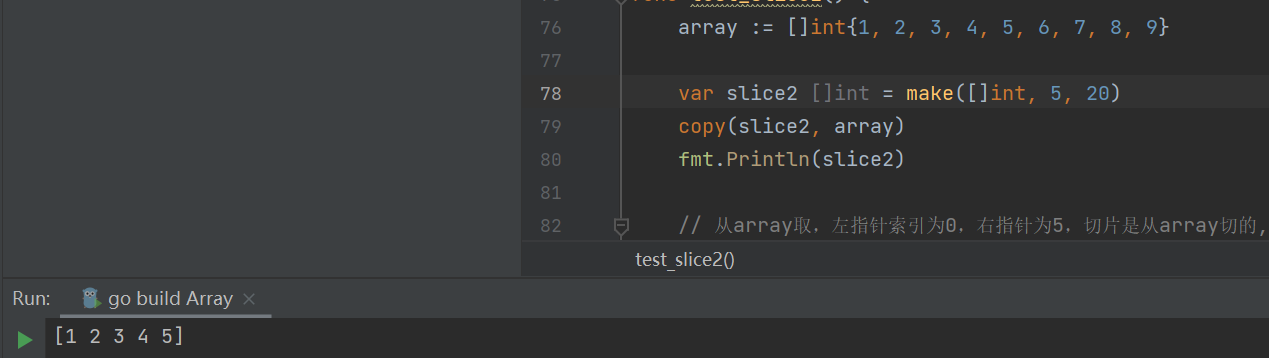 76 array := []int{1, 2, 3, 4, 5, 6, 7, 8, 9}
77
78 var slice2 []int = make([]int, 5, 20)
79 copy(slice2, array)
80 fmt.Println(slice2)
81
82 // 从array取，左指针索引为0，右指针为5，切片是从array切的,
test_slice2()
Run: go build Array
[1 2 3 4 5]